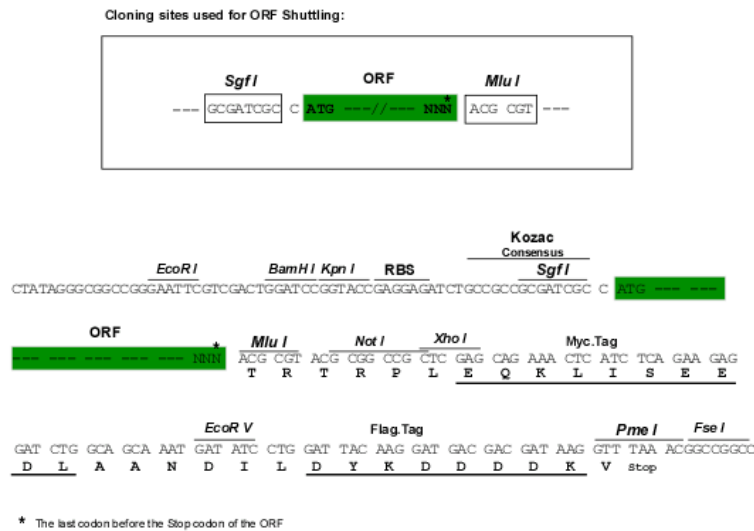 Cloning sites used for ORF Shuttling:
Sgf I ORF Mlu I
--- GCGATCGC C ATG ---//--- NNN* ACG CGT ---
Kozac
Consensus
EcoR I BamH I Kpn I RBS Sgf I
CTATAGGGCGGCCGGGAATTCGTCGACTGGATCCGGTACCGAGGAGATCTGCCGCCGCGATCGC C ATG --- ---
ORF
* Mlu I Not I Xho I Myc.Tag
--- --- --- --- --- --- NNN ACG CGT ACG CGG CCG CTC GAG CAG AAA CTC ATC TCA GAA GAG
T R T R P L E Q K L I S E E
EcoR V Flag.Tag Pme I Fse I
GAT CTG GCA GCA AAT GAT ATC CTG GAT TAC AAG GAT GAC GAC GAT AAG GTT TAA ACGGCCGGCC
D L A A N D I L D Y K D D D D K V Stop
* The last codon before the Stop codon of the ORF